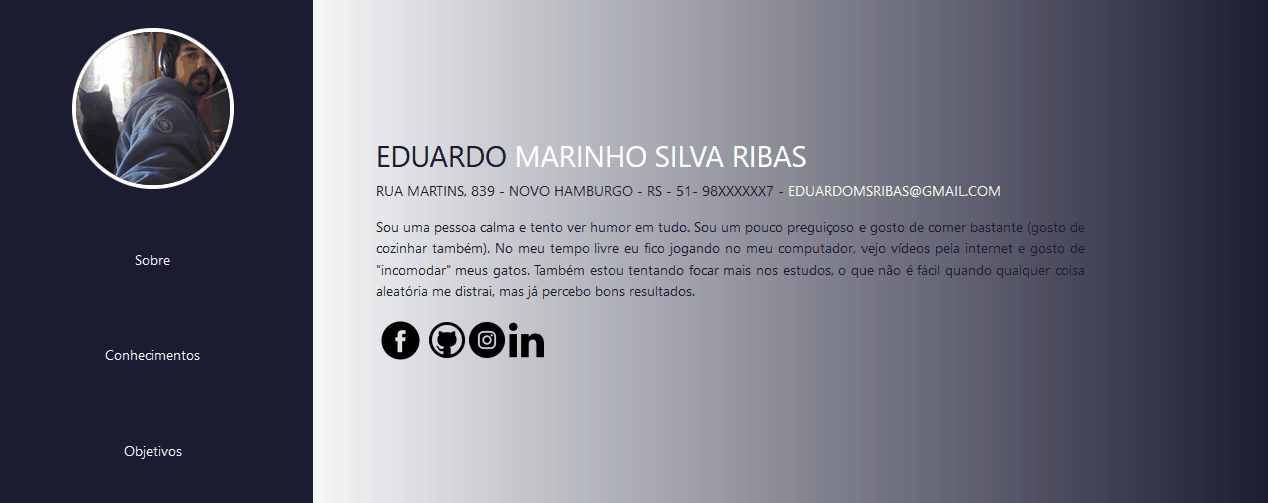 Sobre
Conhecimentos
Objetivos
EDUARDO MARINHO SILVA RIBAS
RUA MARTINS, 839 - NOVO HAMBURGO - RS - 51- 98XXXXXX7 - EDUARDOMSRIBAS@GMAIL.COM
Sou uma pessoa calma e tento ver humor em tudo. Sou um pouco preguiçoso e gosto de comer bastante (gosto de
cozinhar também). No meu tempo livre eu fico jogando no meu computador, vejo vídeos pela internet e gosto de
"incomodar" meus gatos. Também estou tentando focar mais nos estudos, o que não é fácil quando qualquer coisa
aleatória me distrai, mas já percebo bons resultados.